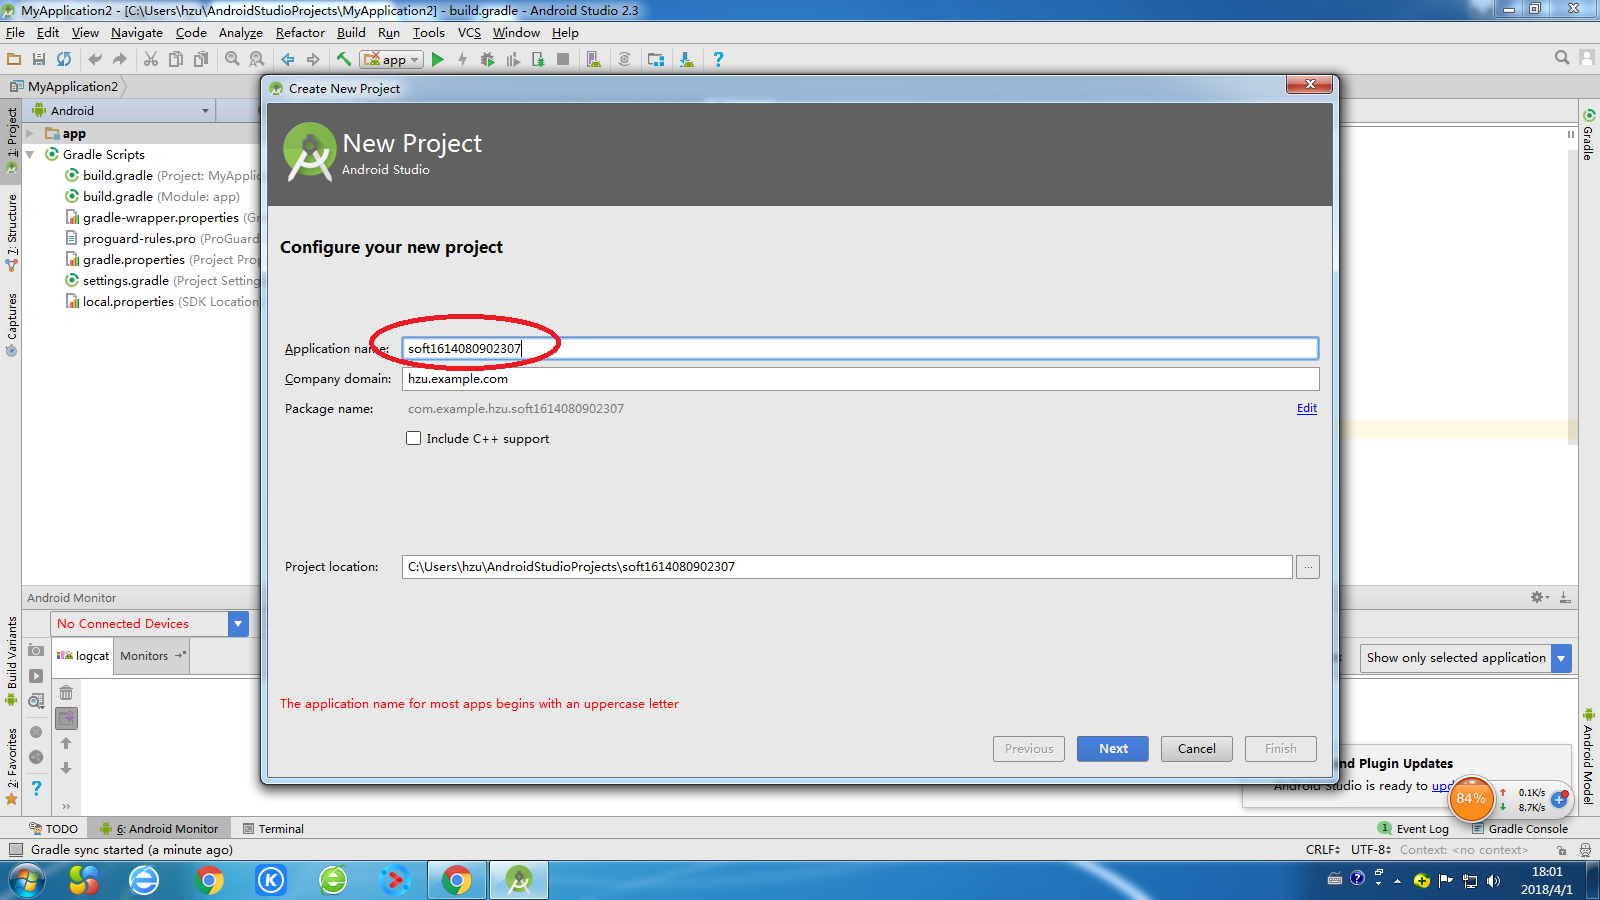 MyApplication2 - [C:\Users\hzu\AndroidStudioProjects\MyApplication2] - build.gradle - Android Studio 2.3
File Edit View Navigate Code Analyze Refactor Build Run Tools VCS Window Help
app
MyApplication2
1: Project
7: Structure
Captures
Build Variants
2: Favorites
Android
app
Gradle Scripts
build.gradle (Project: MyApplic
build.gradle (Module: app)
gradle-wrapper.properties (Gr
proguard-rules.pro (ProGuard
gradle.properties (Project Prop
settings.gradle (Project Setting
local.properties (SDK Location
Create New Project
New Project
Android Studio
Configure your new project
Application name: soft1614080902307
Company domain: hzu.example.com
Package name: com.example.hzu.soft1614080902307 Edit
Include C++ support
Project location: C:\Users\hzu\AndroidStudioProjects\soft1614080902307 ...
The application name for most apps begins with an uppercase letter
Previous Next Cancel Finish
Gradle
Android Model
Android Monitor
No Connected Devices
logcat Monitors
Show only selected application
nd Plugin Updates
Android Studio is ready to upd
84%
0.1K/s
8.7K/s
TODO 6: Android Monitor Terminal 1 Event Log Gradle Console
Gradle sync started (a minute ago) CRLF UTF-8 Context: <no context>
18:01
2018/4/1